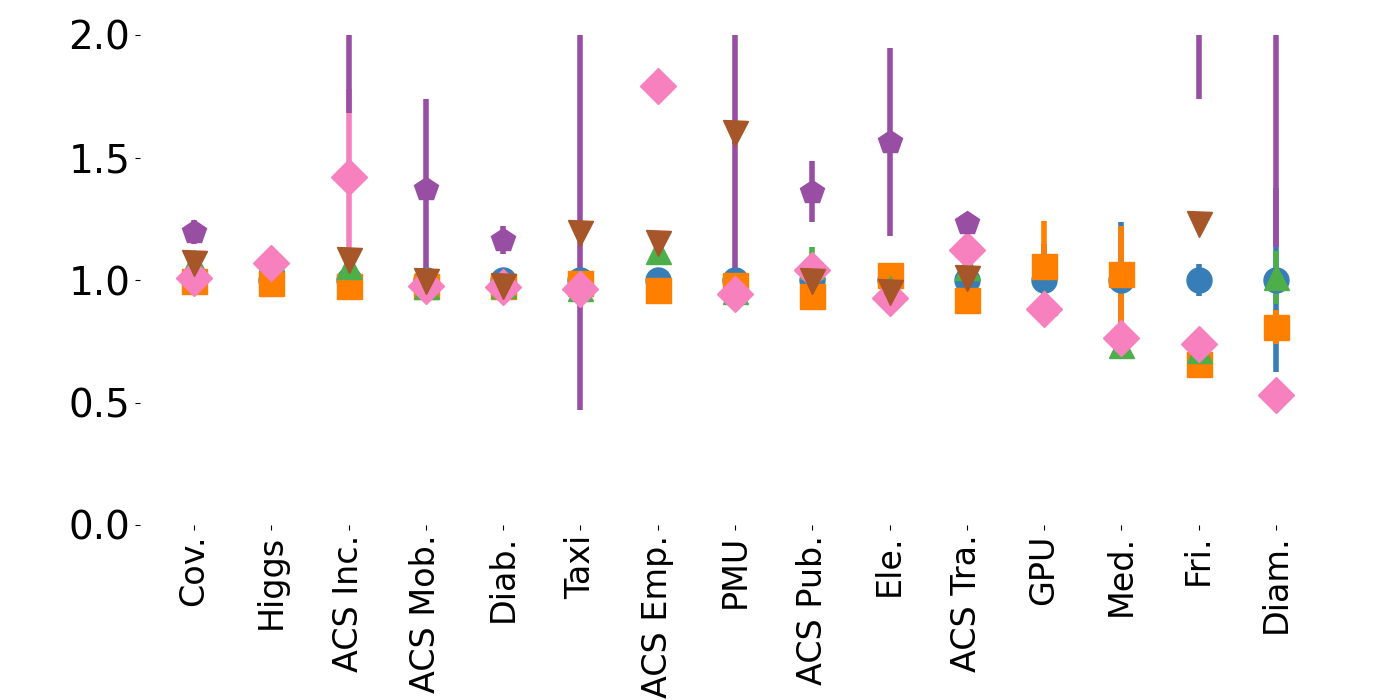 2.0
1.5
1.0
0.5
0.0
Cov.
Higgs
ACS Inc.
ACS Mob.
Diab.
Taxi
ACS Emp.
PMU
ACS Pub.
Ele.
ACS Tra.
GPU
Med.
Fri.
Diam.